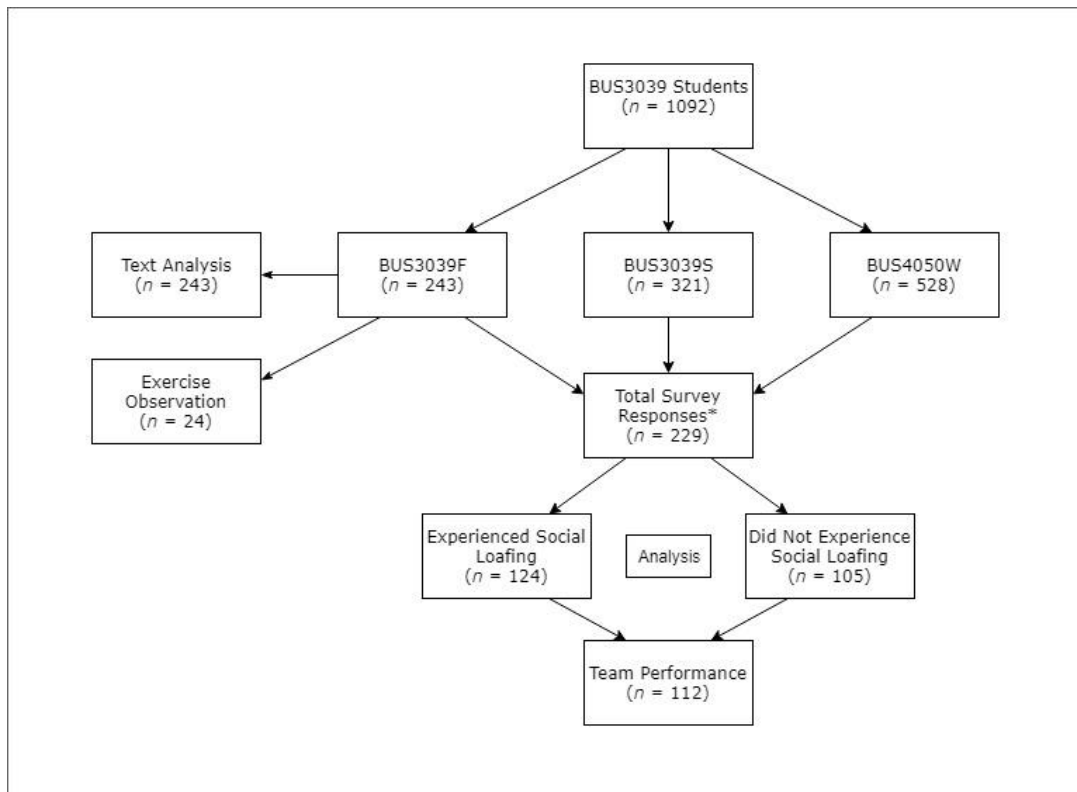 BUS3039 Students
(n = 1092)
Text Analysis
(n = 243)
BUS3039F
(n = 243)
BUS3039S
(n = 321)
BUS4050W
(n = 528)
Exercise
Observation
(n = 24)
Total Survey
Responses*
(n = 229)
Experienced Social
Loafing
(n = 124)
Analysis
Did Not Experience
Social Loafing
(n = 105)
Team Performance
(n = 112)